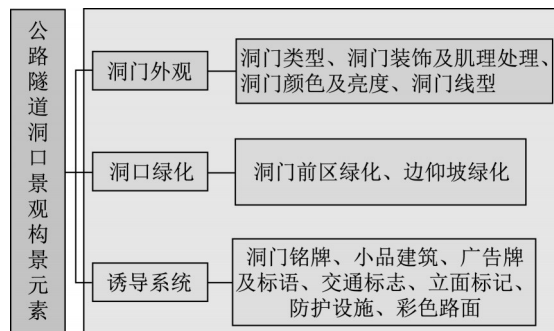 公路隧道洞口景观构景元素
洞门外观
洞门类型、洞门装饰及肌理处理、
洞门颜色及亮度、洞门线型
洞口绿化
洞门前区绿化、边仰坡绿化
诱导系统
洞门铭牌、小品建筑、广告牌
及标语、交通标志、立面标记、
防护设施、彩色路面